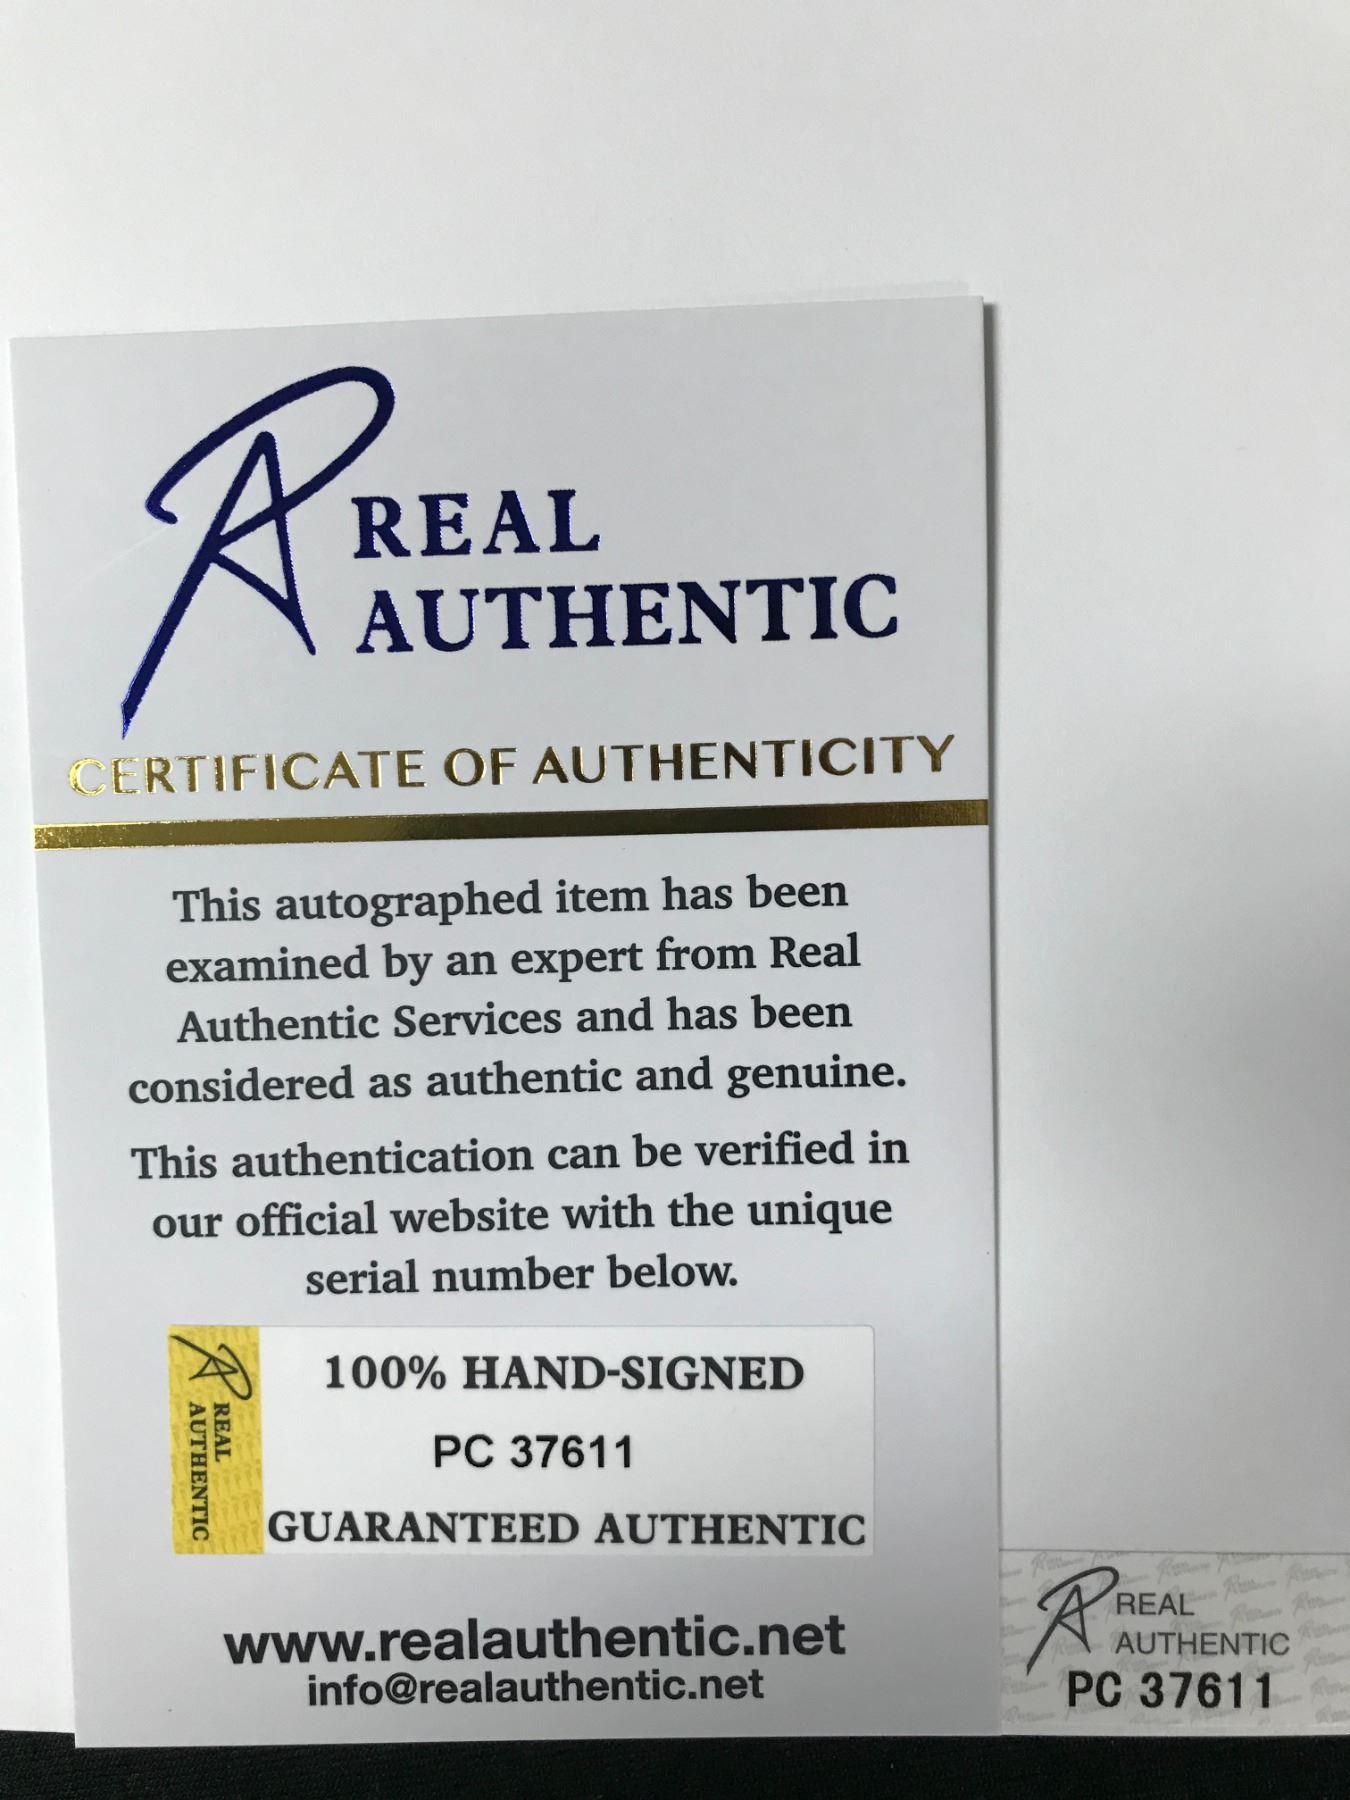 REAL
AUTHENTIC
CERTIFICATE OF AUTHENTICITY
This autographed item has been
examined by an expert from Real
Authentic Services and has been
considered as authentic and genuine.
This authentication can be verified in
our official website with the unique
serial number below.
REAL
AUTHENTIC
100% HAND-SIGNED
PC 37611
GUARANTEED AUTHENTIC
www.realauthentic.net
info@realauthentic.net
REAL
AUTHENTIC
PC 37611